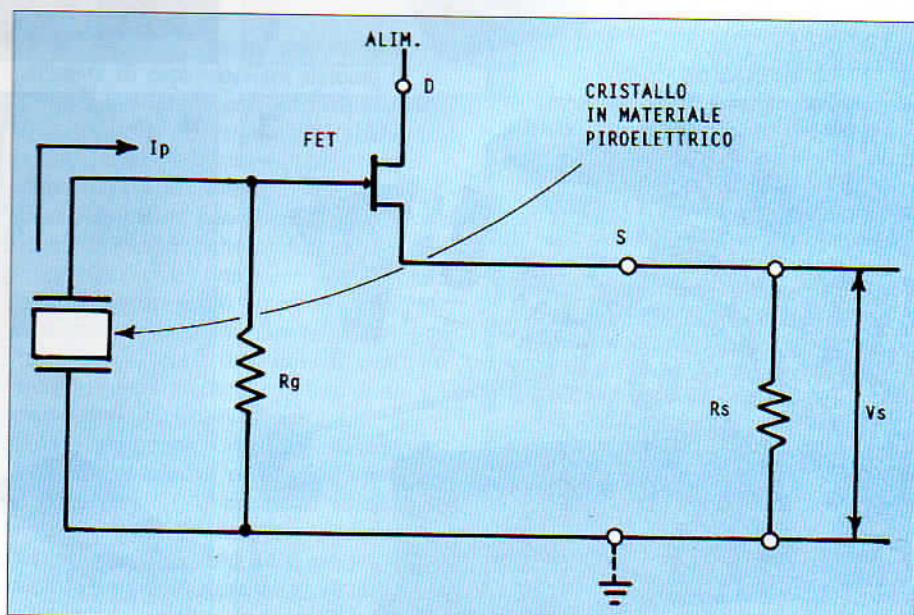 ALIM.
D
CRISTALLO
IN MATERIALE
PIROELETTRICO
FET
Ip
S
Rg
Rs
Vs